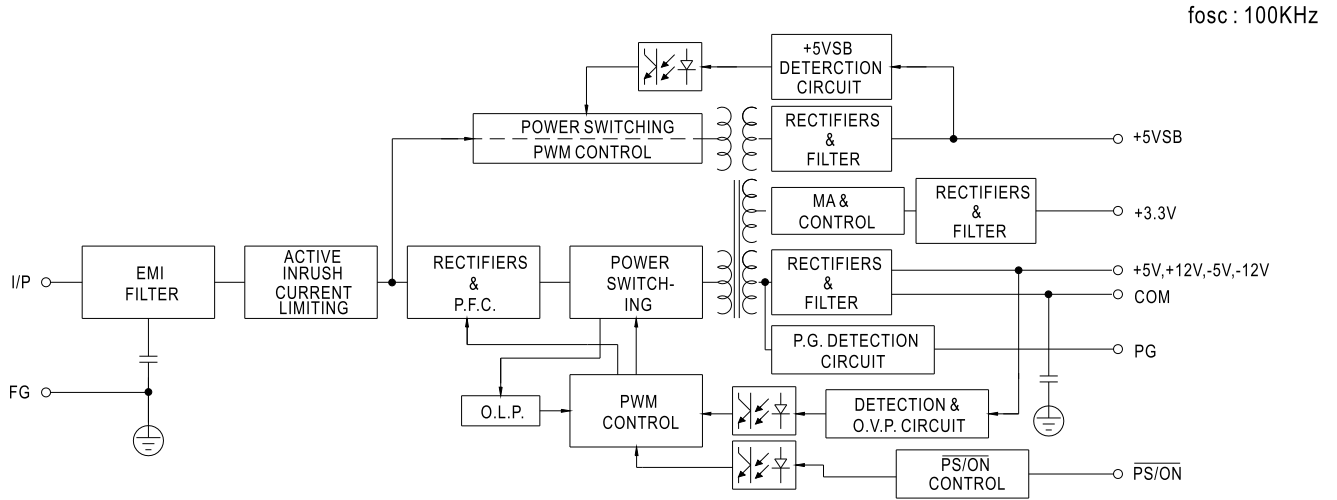 fosc : 100KHz
+5VSB
DETERCTION
CIRCUIT
POWER SWITCHING
PWM CONTROL
RECTIFIERS
&
FILTER
+5VSB
MA &
CONTROL
RECTIFIERS
&
FILTER
+3.3V
I/P
EMI
FILTER
ACTIVE
INRUSH
CURRENT
LIMITING
RECTIFIERS
&
P.F.C.
POWER
SWITCH-
ING
RECTIFIERS
&
FILTER
+5V,+12V,-5V,-12V
COM
P.G. DETECTION
CIRCUIT
PG
FG
O.L.P.
PWM
CONTROL
DETECTION &
O.V.P. CIRCUIT
PS/ON
CONTROL
PS/ON